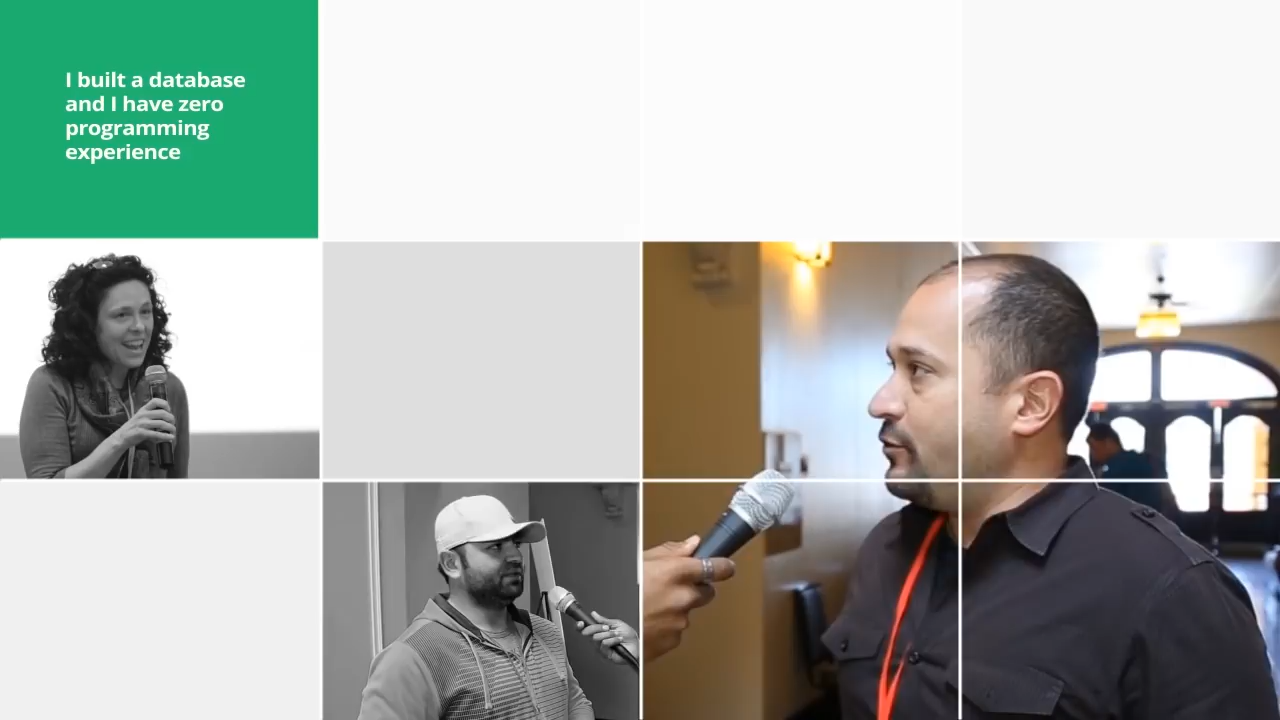 I built a database
and I have zero
programming
experience